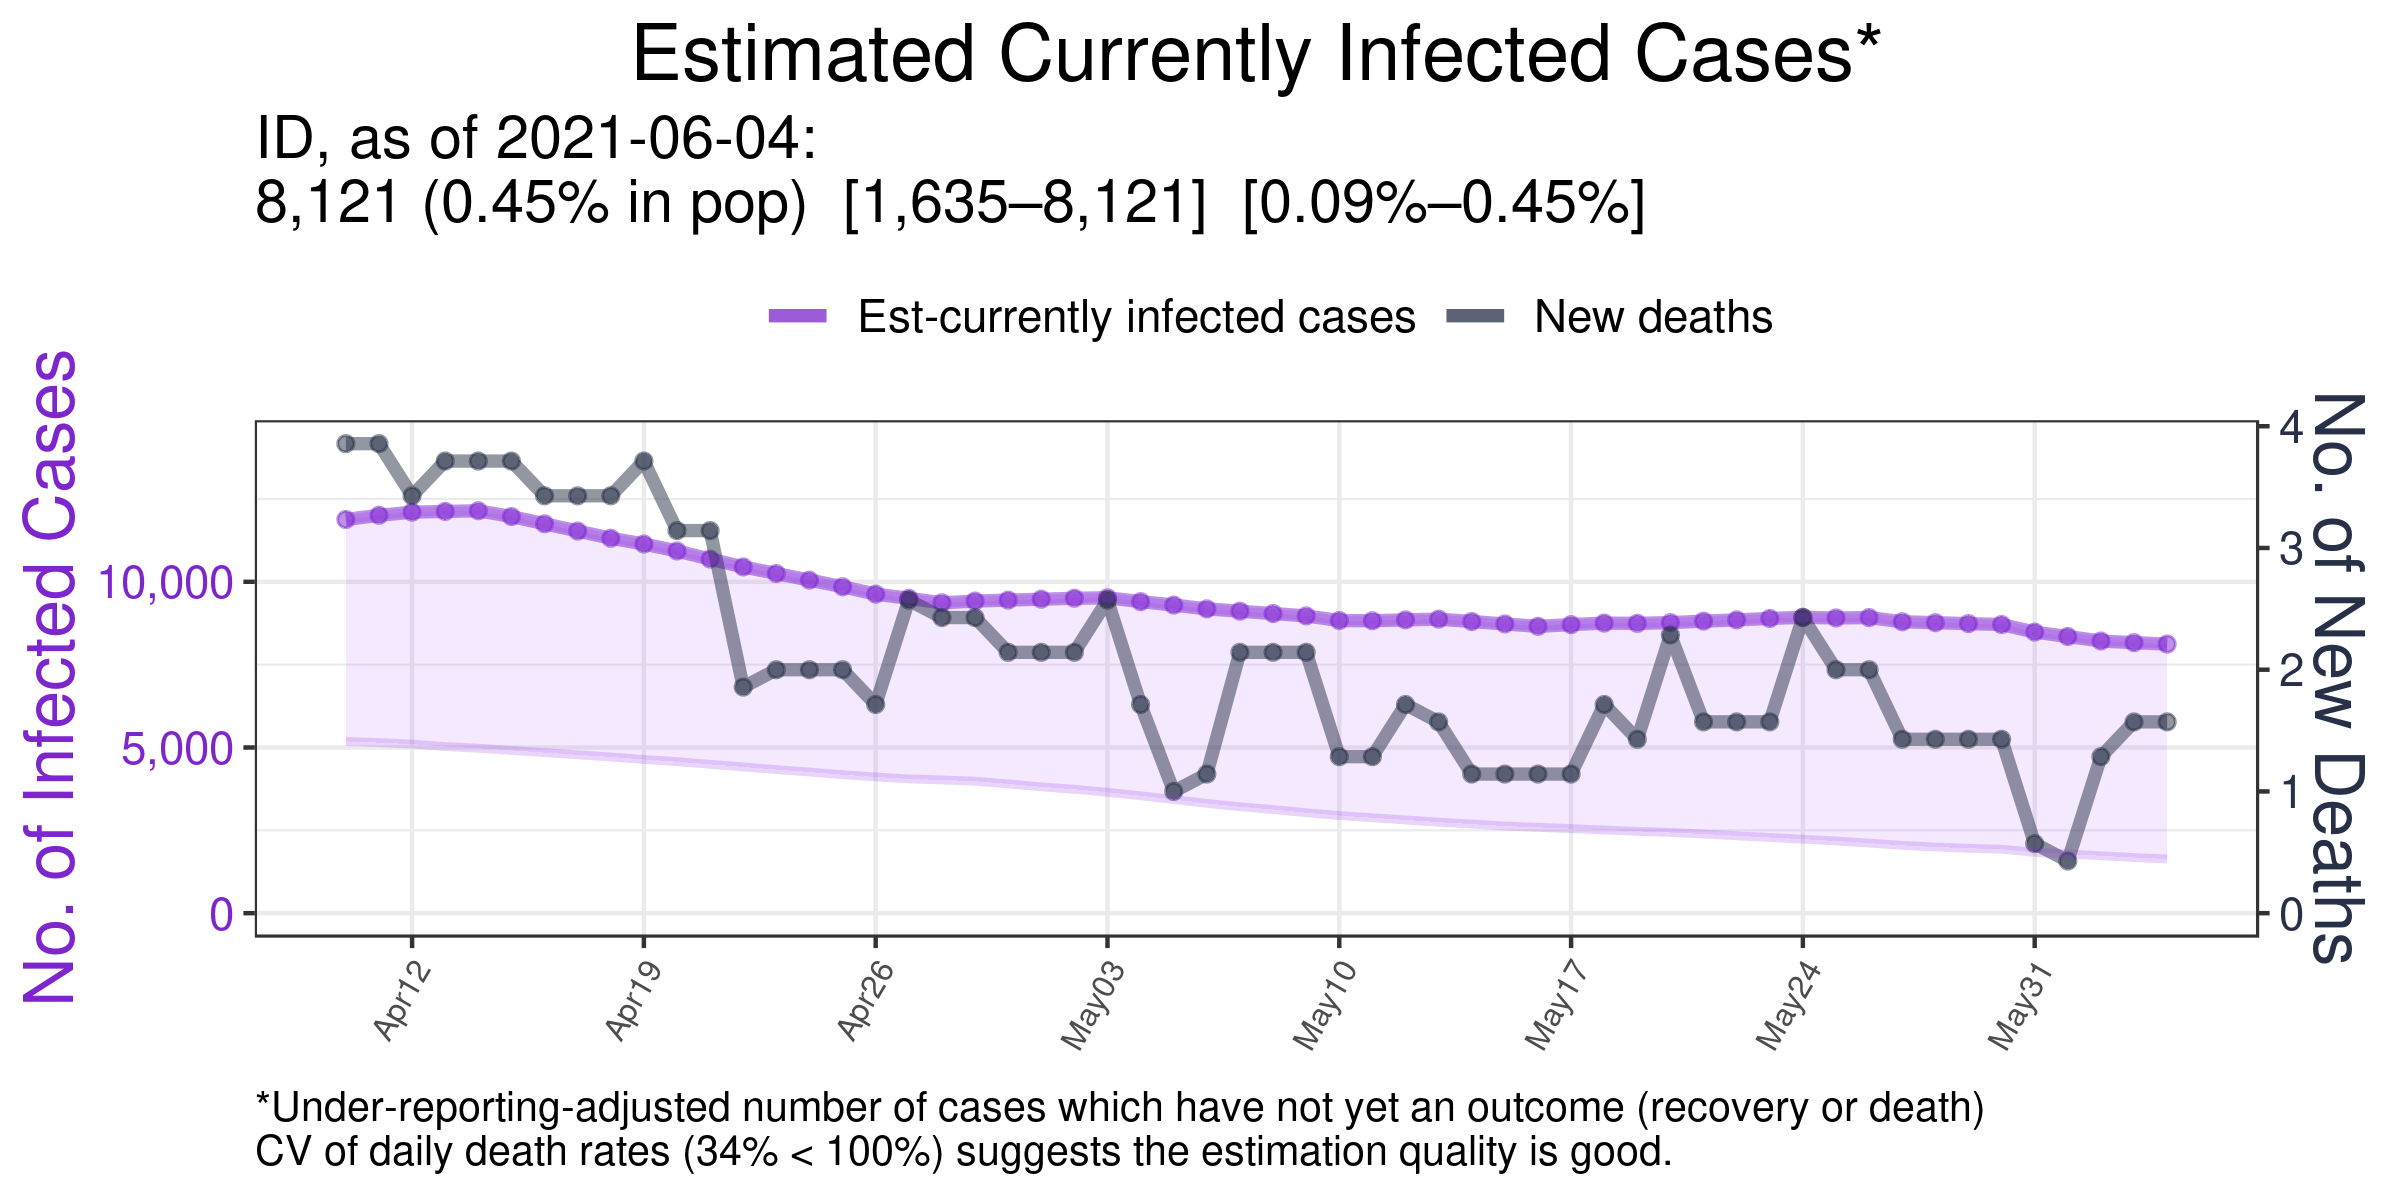 Estimated Currently Infected Cases*
ID, as of 2021-06-04:
8,121 (0.45% in pop)  [1,635–8,121]  [0.09%–0.45%]
Est-currently infected cases
New deaths
No. of Infected Cases
10,000
5,000
0
4
3
2
1
0
No. of New Deaths
Apr12
Apr19
Apr26
May03
May10
May17
May24
May31
*Under-reporting-adjusted number of cases which have not yet an outcome (recovery or death)
CV of daily death rates (34% < 100%) suggests the estimation quality is good.